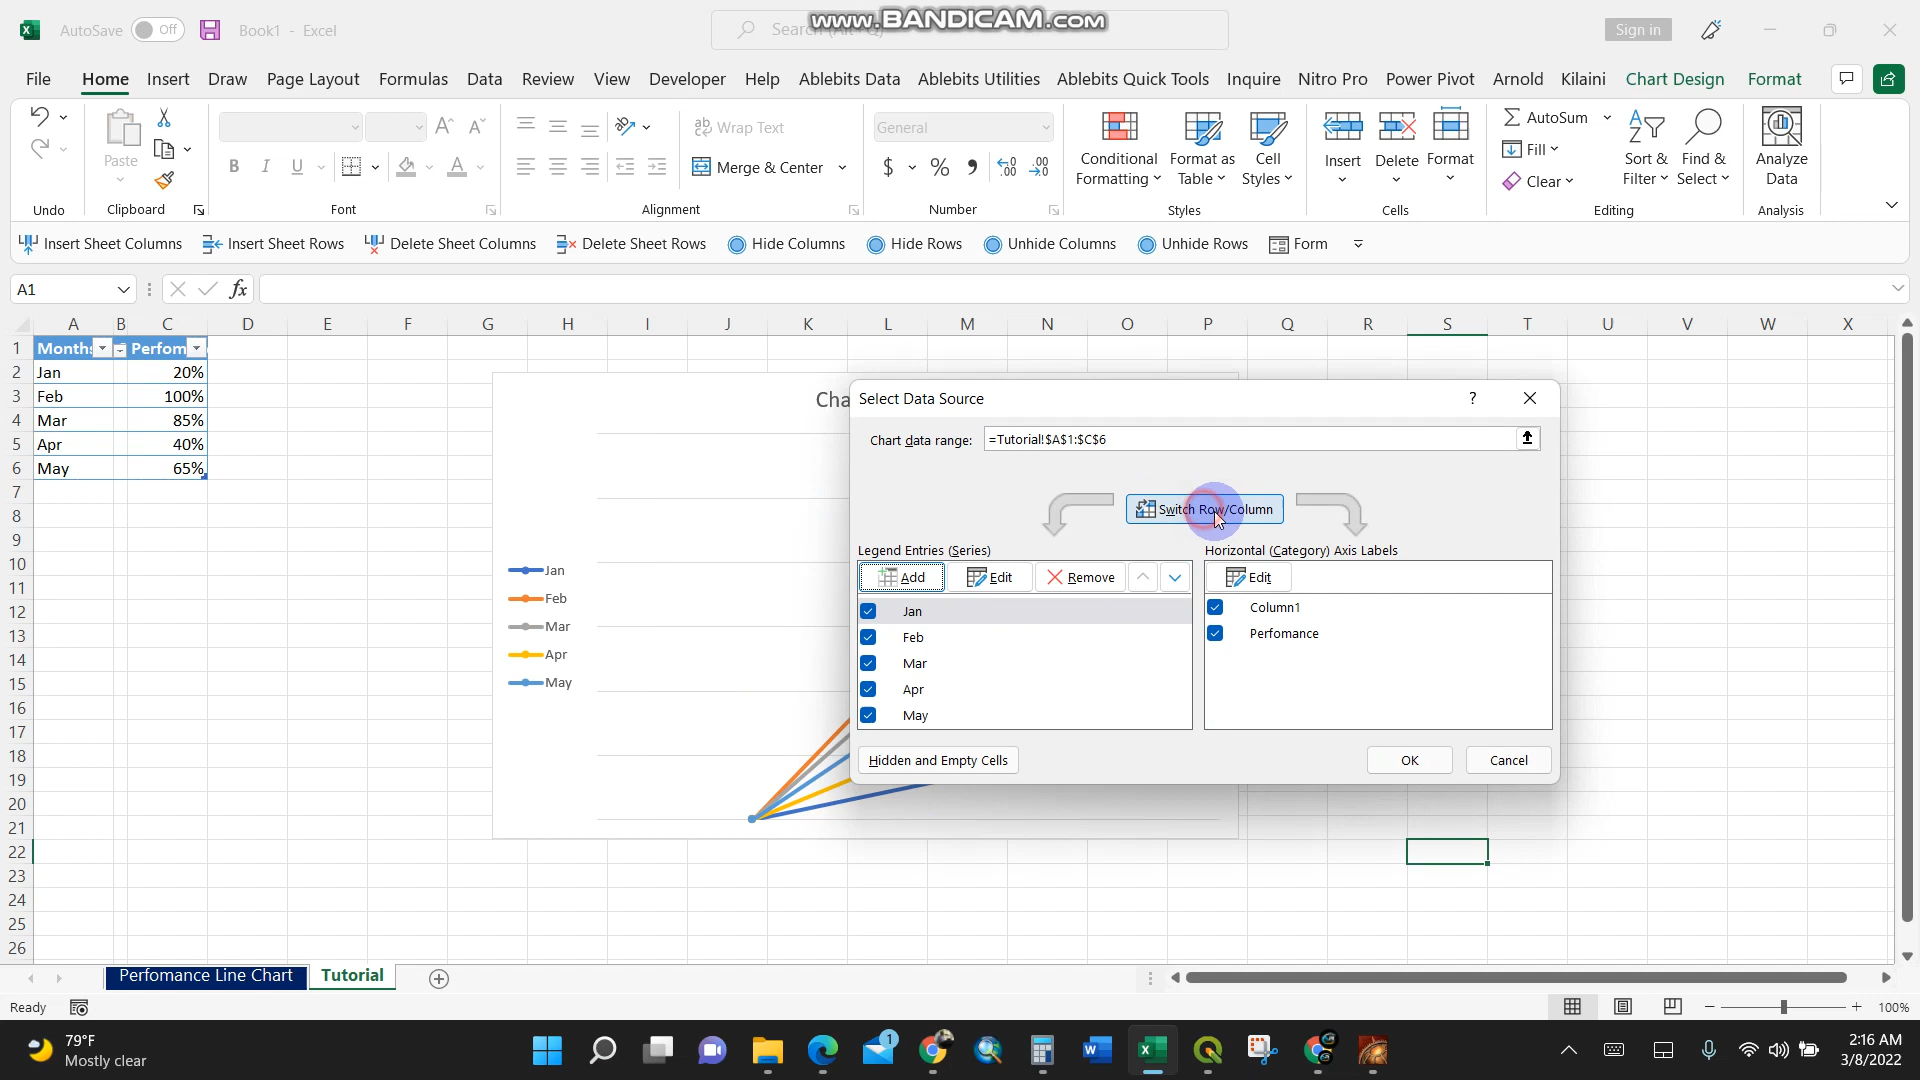 AutoSave Off Book1 - Excel
www.BANDICAM.com
Sign in
File Home Insert Draw Page Layout Formulas Data Review View Developer Help Ablebits Data Ablebits Utilities Ablebits Quick Tools Inquire Nitro Pro Power Pivot Arnold Kilaini Chart Design Format
Paste
Undo Clipboard
B I U
Font
ab Wrap Text
Merge & Center
Alignment
General
$ % , .00
Number
Conditional Formatting
Format as Table
Cell Styles
Styles
Insert Delete Format
Cells
AutoSum
Fill
Clear
Sort & Filter
Find & Select
Editing
Analyze Data
Analysis
Insert Sheet Columns Insert Sheet Rows Delete Sheet Columns Delete Sheet Rows Hide Columns Hide Rows Unhide Columns Unhide Rows Form
A1 fx
A B C D E F G H I J K L M N O P Q R S T U V W X
1 Months Perfom
2 Jan 20%
3 Feb 100%
4 Mar 85%
5 Apr 40%
6 May 65%
7
8
9
10
11
12
13
14
15
16
17
18
19
20
21
22
23
24
25
26
Cha
Jan
Feb
Mar
Apr
May
Select Data Source ?
Chart data range: =Tutorial!$A$1:$C$6
Switch Row/Column
Legend Entries (Series)
Add Edit Remove
Jan
Feb
Mar
Apr
May
Horizontal (Category) Axis Labels
Edit
Column1
Perfomance
Hidden and Empty Cells OK Cancel
Perfomance Line Chart Tutorial
Ready 100%
79°F
Mostly clear
1
2:16 AM
3/8/2022